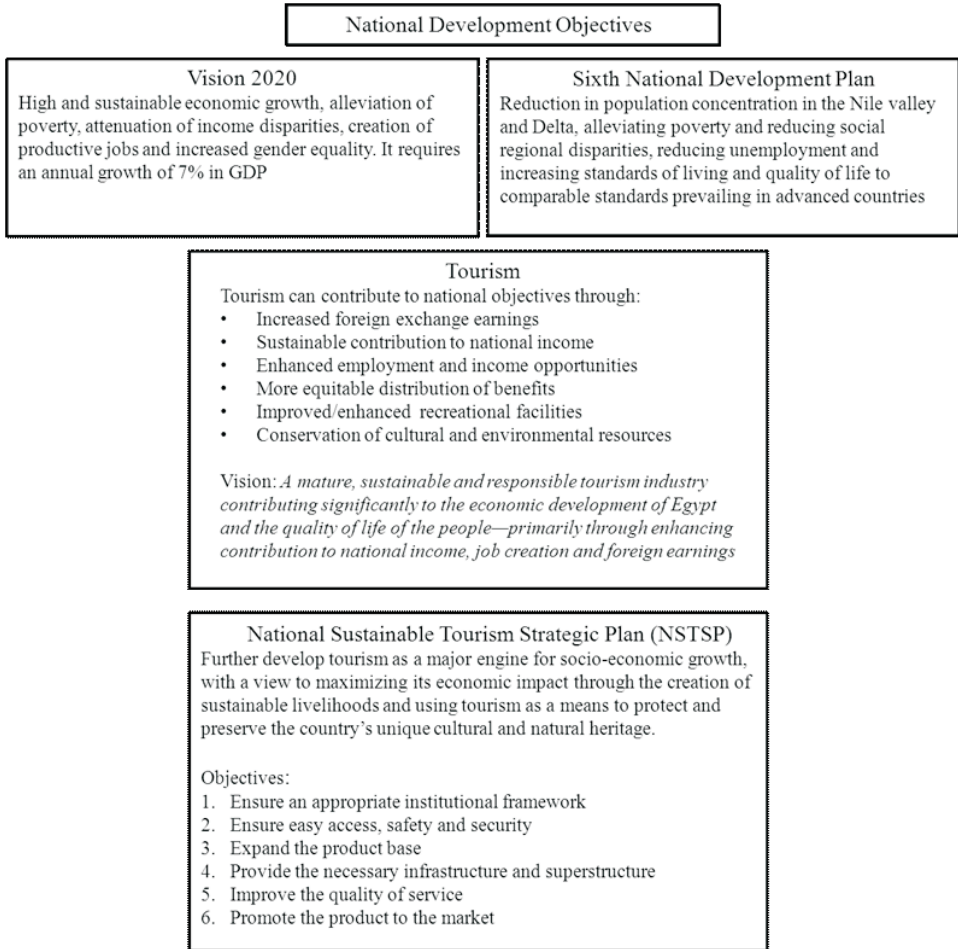 National Development Objectives
Vision 2020
High and sustainable economic growth, alleviation of
poverty, attenuation of income disparities, creation of
productive jobs and increased gender equality. It requires
an annual growth of 7% in GDP
Sixth National Development Plan
Reduction in population concentration in the Nile valley
and Delta, alleviating poverty and reducing social
regional disparities, reducing unemployment and
increasing standards of living and quality of life to
comparable standards prevailing in advanced countries
Tourism
Tourism can contribute to national objectives through:
• Increased foreign exchange earnings
• Sustainable contribution to national income
• Enhanced employment and income opportunities
• More equitable distribution of benefits
• Improved/enhanced recreational facilities
• Conservation of cultural and environmental resources
Vision: A mature, sustainable and responsible tourism industry
contributing significantly to the economic development of Egypt
and the quality of life of the people—primarily through enhancing
contribution to national income, job creation and foreign earnings
National Sustainable Tourism Strategic Plan (NSTSP)
Further develop tourism as a major engine for socio-economic growth,
with a view to maximizing its economic impact through the creation of
sustainable livelihoods and using tourism as a means to protect and
preserve the country's unique cultural and natural heritage.
Objectives:
1. Ensure an appropriate institutional framework
2. Ensure easy access, safety and security
3. Expand the product base
4. Provide the necessary infrastructure and superstructure
5. Improve the quality of service
6. Promote the product to the market